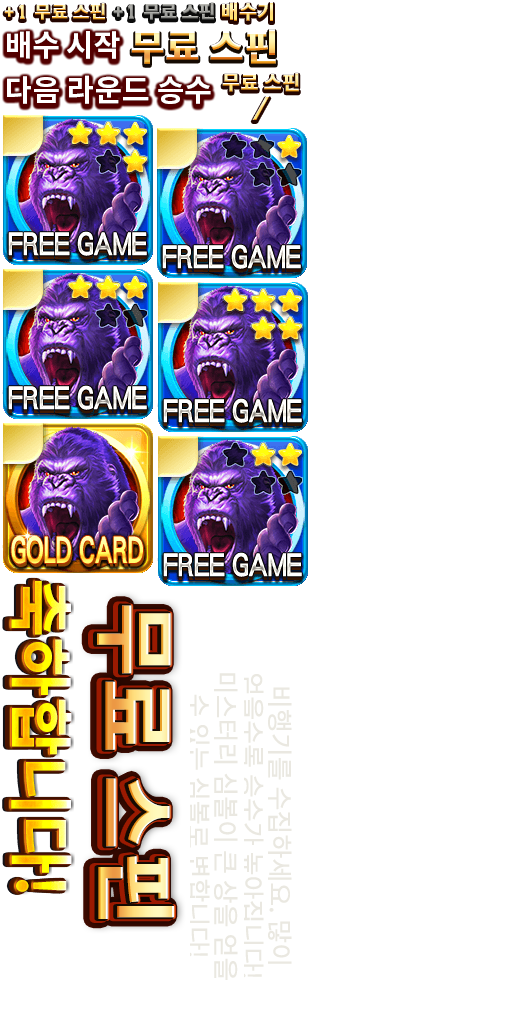 +1 무료 스핀 +1 무료 스핀 배수기
배수 시작 무료 스핀
다음 라운드 승수 무료 스핀
/
FREE GAME
FREE GAME
FREE GAME
FREE GAME
GOLD CARD
FREE GAME
축하합니다!
무료 스핀
비행기를 수집하세요. 많이
얻을수록 승수가 높아집니다!
미스터리 심볼이 큰 상을 얻을
수 있는 심볼로 변합니다!